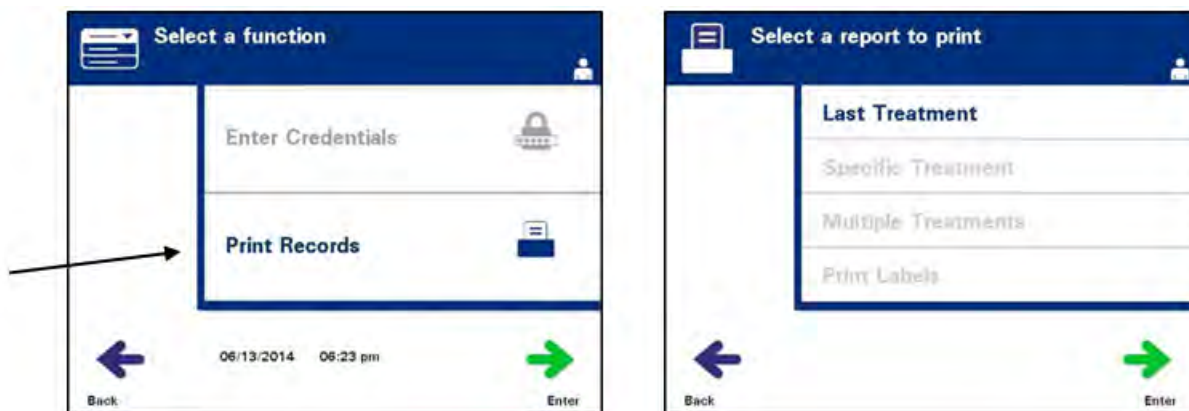 Select a function
Enter Credentials
Print Records
06/13/2014 06:23 pm
Back
Enter
Select a report to print
Last Treatment
Specific Treatment
Multiple Treatments
Print Labels
Back
Enter